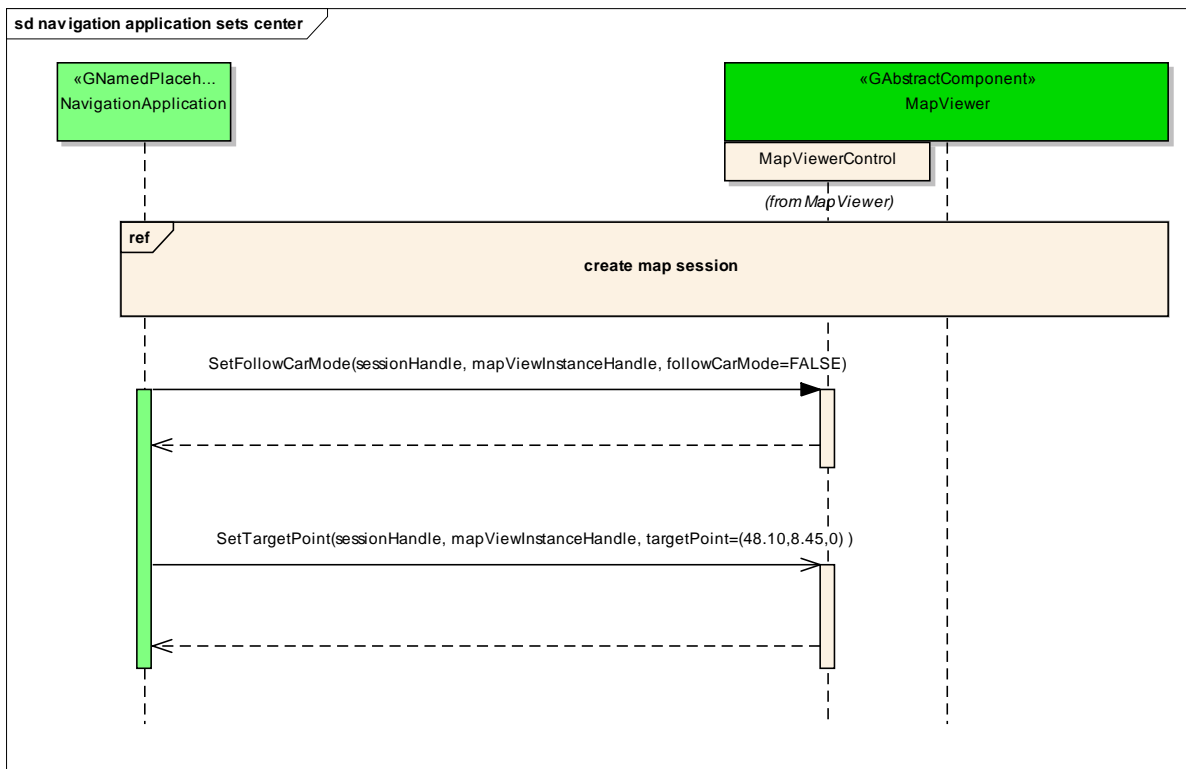 sd navigation application sets center
«GNamedPlaceh...
NavigationApplication
«GAbstractComponent»
MapViewer
MapViewerControl
(from MapViewer)
ref
create map session
SetFollowCarMode(sessionHandle, mapViewInstanceHandle, followCarMode=FALSE)
SetTargetPoint(sessionHandle, mapViewInstanceHandle, targetPoint=(48.10,8.45,0) )